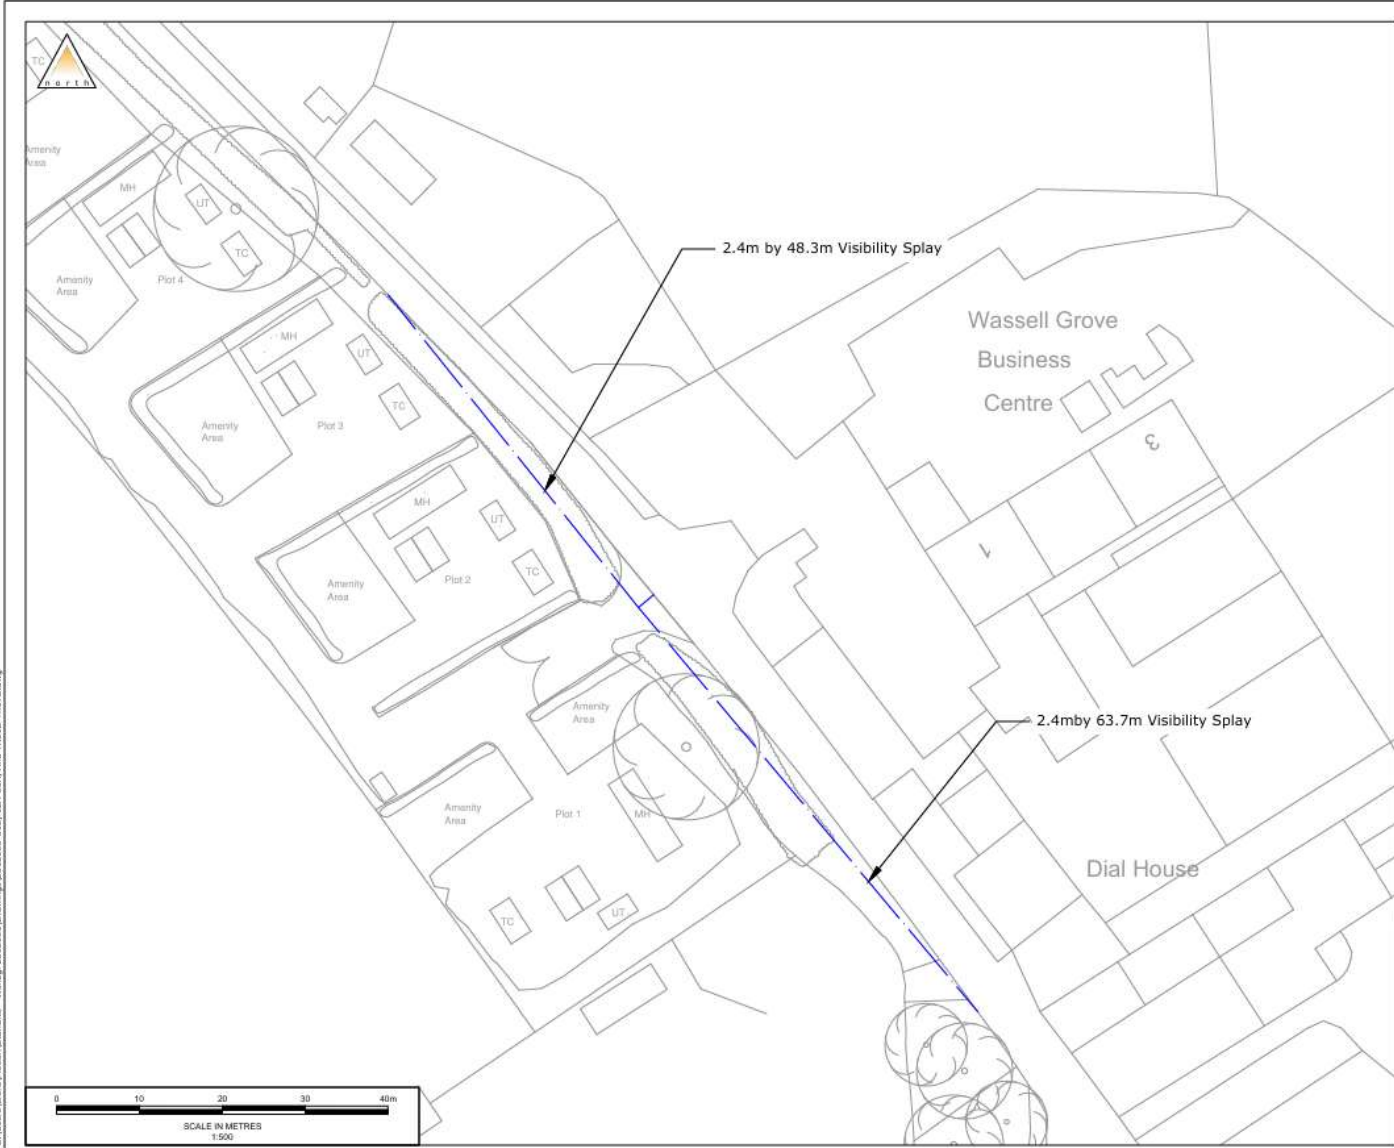 TC
north
Amenity
Area
MH
UT
TC
Amenity
Area
Plot 4
2.4m by 48.3m Visibility Splay
MH
UT
TC
Amenity
Area
Plot 3
Wassell Grove
Business
Centre
3
1
MH
UT
TC
Amenity
Area
Plot 2
Amenity
Area
2.4mby 63.7m Visibility Splay
Amenity
Area
Plot 1
MH
TC
UT
Dial House
0 10 20 30 40m
SCALE IN METRES
1:500